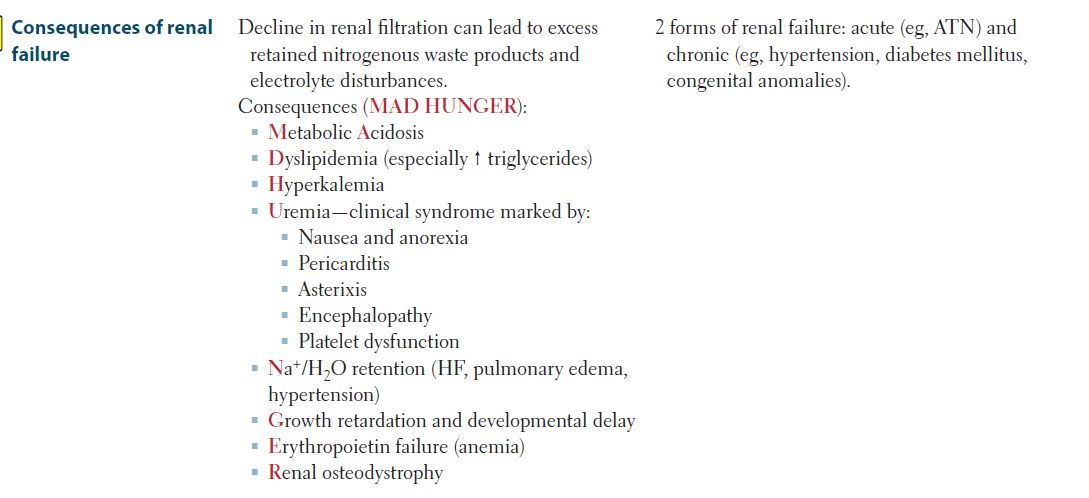 Consequences of renal
failure
Decline in renal filtration can lead to excess
retained nitrogenous waste products and
electrolyte disturbances.
Consequences (MAD HUNGER):
▪ Metabolic Acidosis
▪ Dyslipidemia (especially ↑ triglycerides)
▪ Hyperkalemia
▪ Uremia—clinical syndrome marked by:
▪ Nausea and anorexia
▪ Pericarditis
▪ Asterixis
▪ Encephalopathy
▪ Platelet dysfunction
▪ Na⁺/H₂O retention (HF, pulmonary edema,
hypertension)
▪ Growth retardation and developmental delay
▪ Erythropoietin failure (anemia)
▪ Renal osteodystrophy
2 forms of renal failure: acute (eg, ATN) and
chronic (eg, hypertension, diabetes mellitus,
congenital anomalies).